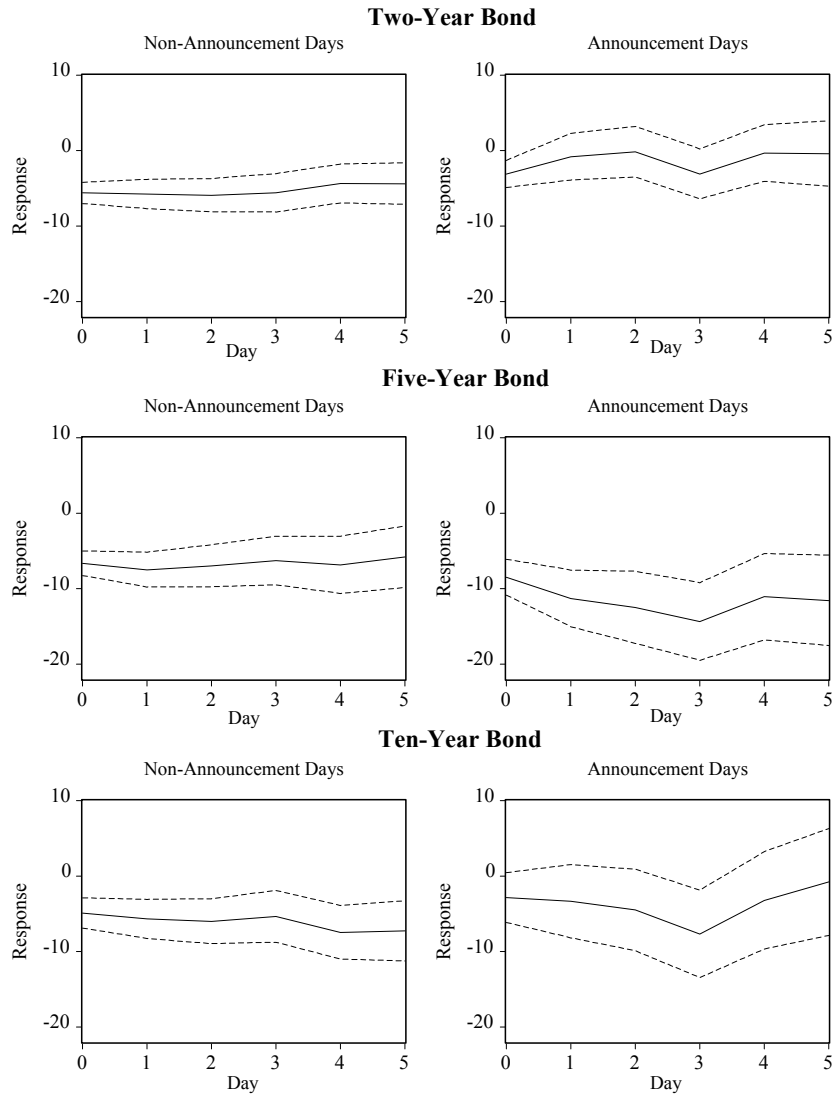 Two-Year Bond
Non-Announcement Days
Announcement Days
Response
10
0
-10
-20
0 1 2 3 4 5
Day
Response
10
0
-10
-20
0 1 2 3 4 5
Day
Five-Year Bond
Non-Announcement Days
Announcement Days
Response
10
0
-10
-20
0 1 2 3 4 5
Day
Response
10
0
-10
-20
0 1 2 3 4 5
Day
Ten-Year Bond
Non-Announcement Days
Announcement Days
Response
10
0
-10
-20
0 1 2 3 4 5
Day
Response
10
0
-10
-20
0 1 2 3 4 5
Day